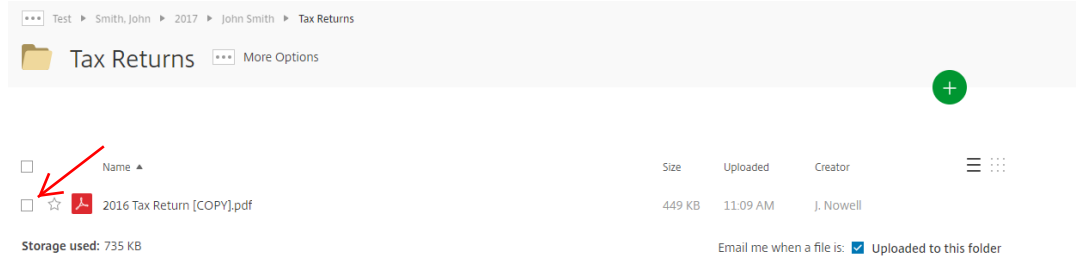 Test ▸ Smith, John ▸ 2017 ▸ John Smith ▸ Tax Returns
Tax Returns ••• More Options
Name ▲ Size Uploaded Creator
2016 Tax Return [COPY].pdf 449 KB 11:09 AM J. Nowell
Storage used: 735 KB Email me when a file is: Uploaded to this folder